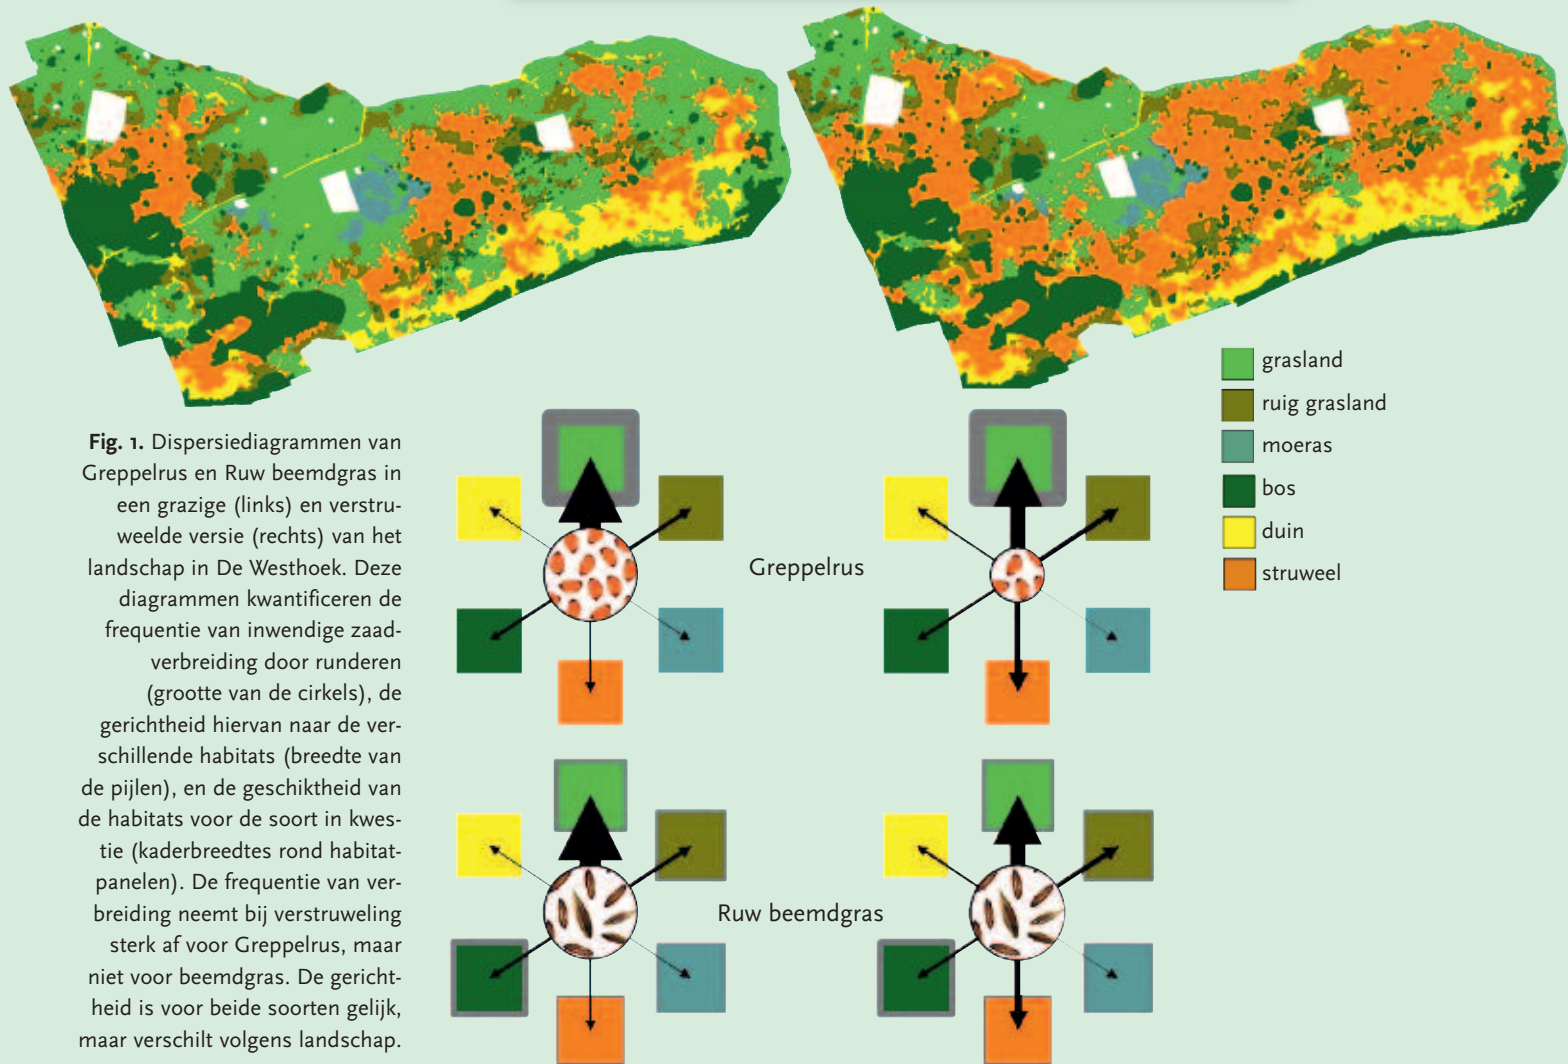 grasland
ruig grasland
moeras
bos
duin
struweel
Fig. 1. Dispersiediagrammen van
Greppelrus en Ruw beemdgras in
een grazige (links) en verstru-
weelde versie (rechts) van het
landschap in De Westhoek. Deze
diagrammen kwantificeren de
frequentie van inwendige zaad-
verbreiding door runderen
(grootte van de cirkels), de
gerichtheid hiervan naar de ver-
schillende habitats (breedte van
de pijlen), en de geschiktheid van
de habitats voor de soort in kwes-
tie (kaderbreedtes rond habitat-
panelen). De frequentie van ver-
breiding neemt bij verstruweling
sterk af voor Greppelrus, maar
niet voor beemdgras. De gericht-
heid is voor beide soorten gelijk,
maar verschilt volgens landschap.
Greppelrus
Ruw beemdgras